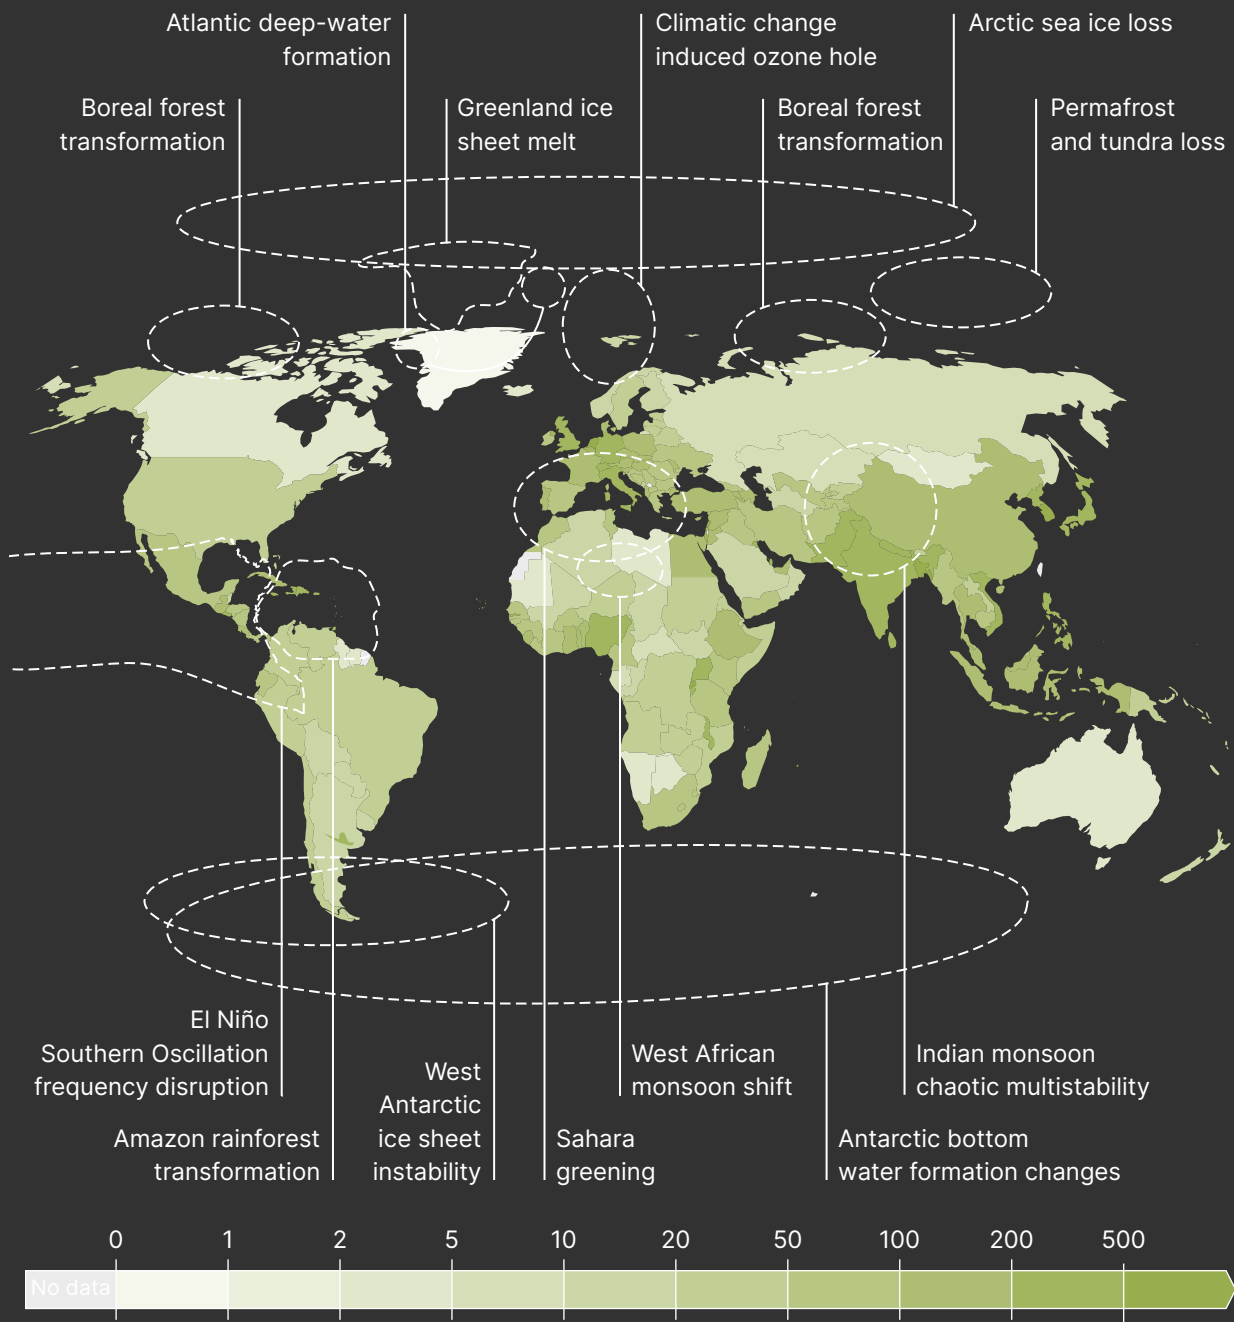 Atlantic deep-water
formation
Climatic change
induced ozone hole
Arctic sea ice loss
Boreal forest
transformation
Greenland ice
sheet melt
Boreal forest
transformation
Permafrost
and tundra loss
El Niño
Southern Oscillation
frequency disruption
Amazon rainforest
transformation
West
Antarctic
ice sheet
instability
Sahara
greening
West African
monsoon shift
Antarctic bottom
water formation changes
Indian monsoon
chaotic multistability
0 1 2 5 10 20 50 100 200 500
No data